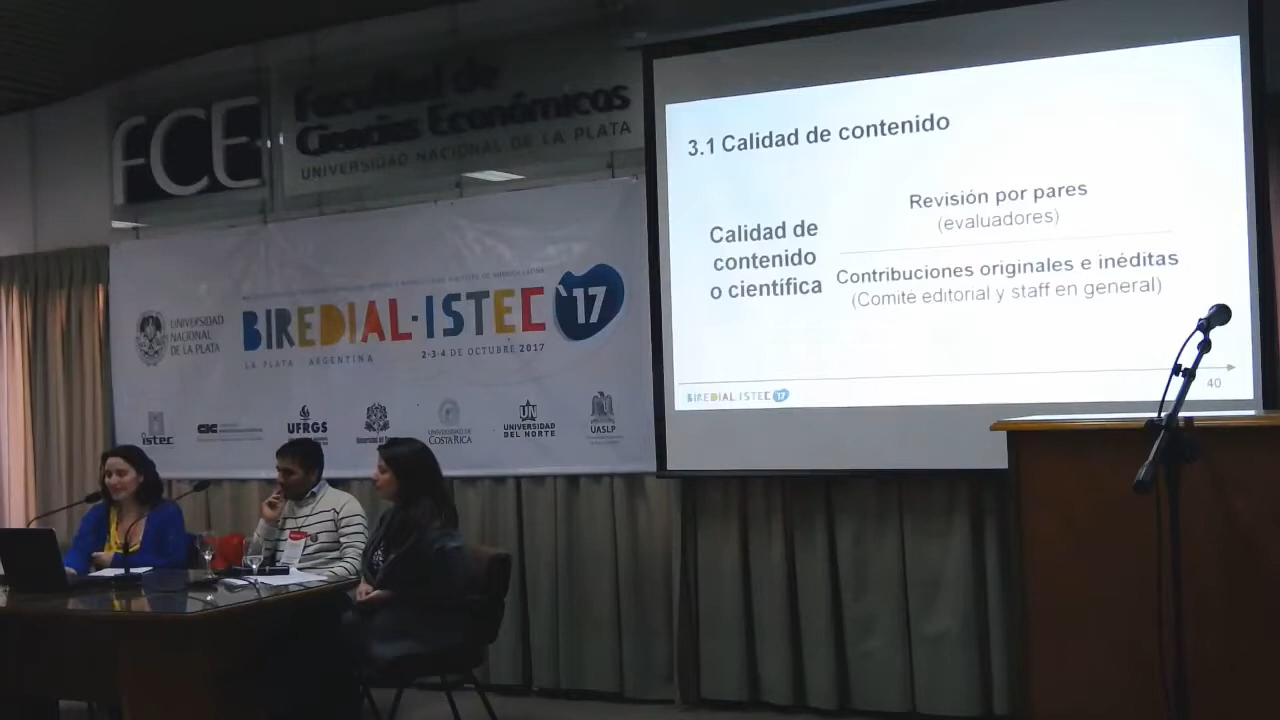 FCE
Facultad de
Ciencias Económicas
UNIVERSIDAD NACIONAL DE LA PLATA
UNIVERSIDAD
NACIONAL
DE LA PLATA
BIREDIAL-ISTEC '17
LA PLATA ARGENTINA
2-3-4 DE OCTUBRE 2017
istec
UFRGS
UNIVERSIDAD DE
COSTA RICA
UNIVERSIDAD
DEL NORTE
UASLP
3.1 Calidad de contenido
Calidad de
contenido
o científica
Revisión por pares
(evaluadores)
Contribuciones originales e inéditas
(Comité editorial y staff en general)
BIREDIAL ISTEC '17
40